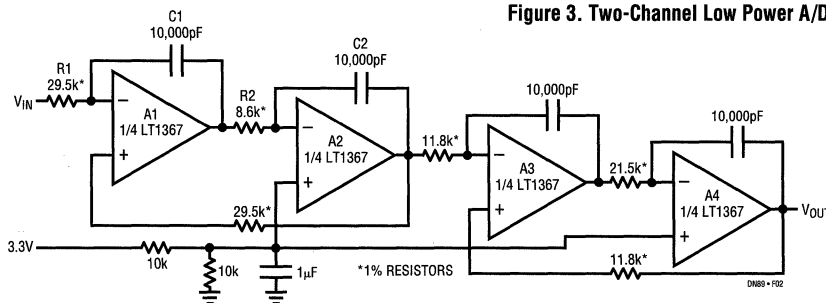 Figure 3. Two-Channel Low Power A/D
C1
10,000pF
R1
29.5k*
VIN
A1
1/4 LT1367
R2
8.6k*
C2
10,000pF
A2
1/4 LT1367
29.5k*
11.8k*
10,000pF
A3
1/4 LT1367
21.5k*
10,000pF
A4
1/4 LT1367
VOUT
11.8k*
3.3V
10k
10k
1µF
*1% RESISTORS
DN89 • F02